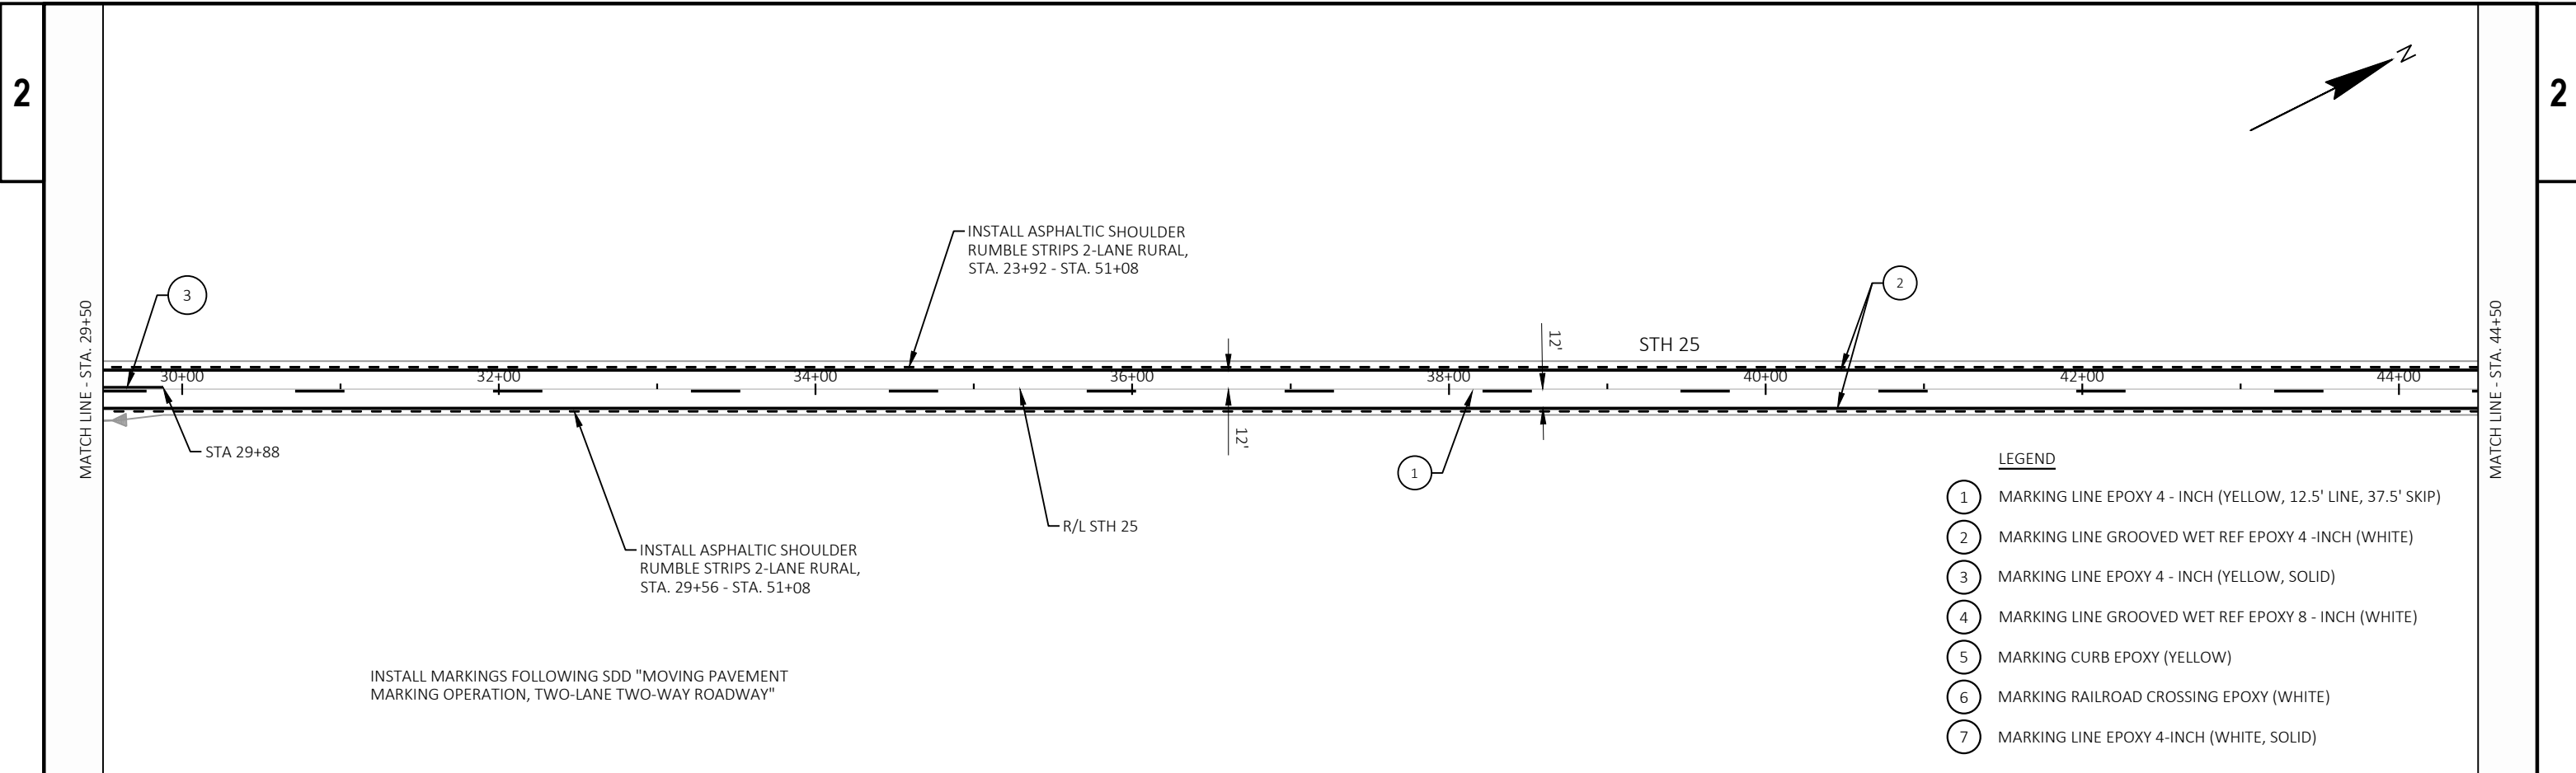 2
2
N
INSTALL ASPHALTIC SHOULDER
RUMBLE STRIPS 2-LANE RURAL,
STA. 23+92 - STA. 51+08
3
2
MATCH LINE - STA. 29+50
12'
STH 25
MATCH LINE - STA. 44+50
30+00
32+00
34+00
36+00
38+00
40+00
42+00
44+00
STA 29+88
12'
1
R/L STH 25
INSTALL ASPHALTIC SHOULDER
RUMBLE STRIPS 2-LANE RURAL,
STA. 29+56 - STA. 51+08
INSTALL MARKINGS FOLLOWING SDD "MOVING PAVEMENT
MARKING OPERATION, TWO-LANE TWO-WAY ROADWAY"
LEGEND
1 MARKING LINE EPOXY 4 - INCH (YELLOW, 12.5' LINE, 37.5' SKIP)
2 MARKING LINE GROOVED WET REF EPOXY 4 -INCH (WHITE)
3 MARKING LINE EPOXY 4 - INCH (YELLOW, SOLID)
4 MARKING LINE GROOVED WET REF EPOXY 8 - INCH (WHITE)
5 MARKING CURB EPOXY (YELLOW)
6 MARKING RAILROAD CROSSING EPOXY (WHITE)
7 MARKING LINE EPOXY 4-INCH (WHITE, SOLID)